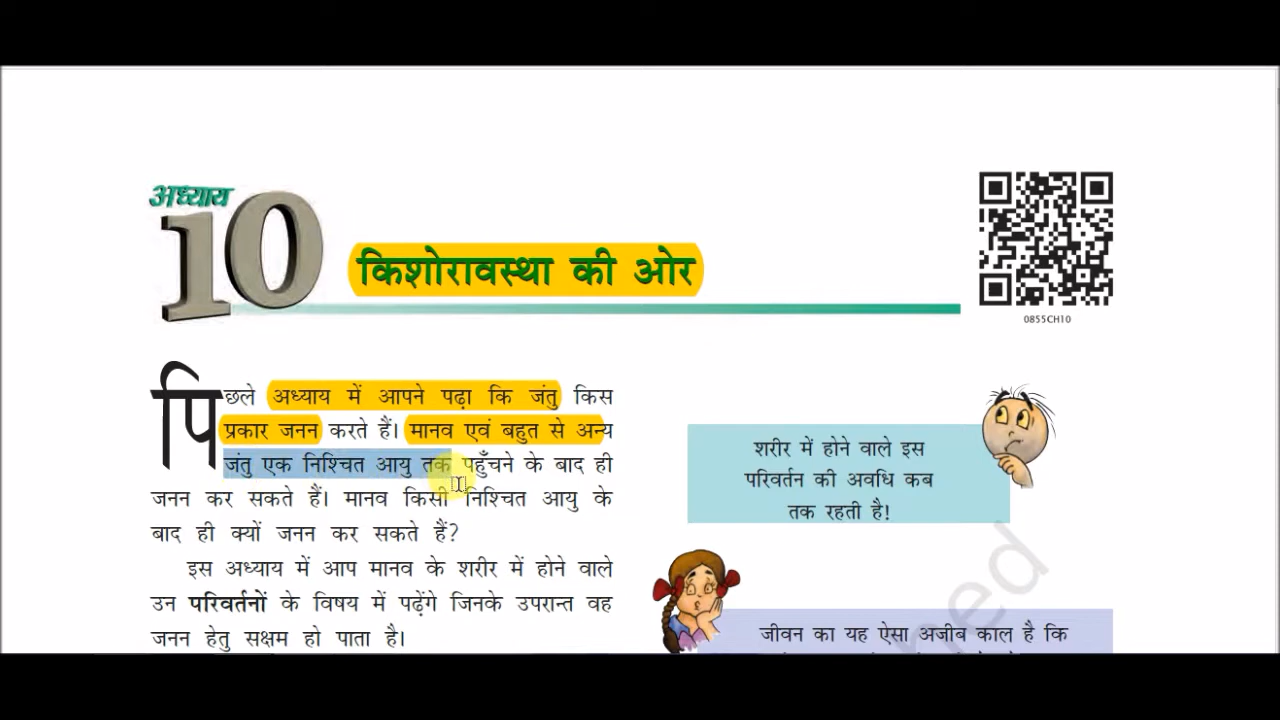 अध्याय
10
किशोरावस्था की ओर
0855CH10
पिछले अध्याय में आपने पढ़ा कि जंतु किस
प्रकार जनन करते हैं। मानव एवं बहुत से अन्य
जंतु एक निश्चित आयु तक पहुँचने के बाद ही
जनन कर सकते हैं। मानव किसी निश्चित आयु के
बाद ही क्यों जनन कर सकते हैं?
इस अध्याय में आप मानव के शरीर में होने वाले
उन परिवर्तनों के विषय में पढ़ेंगे जिनके उपरान्त वह
जनन हेतु सक्षम हो पाता है।
शरीर में होने वाले इस
परिवर्तन की अवधि कब
तक रहती है!
जीवन का यह ऐसा अजीब काल है कि